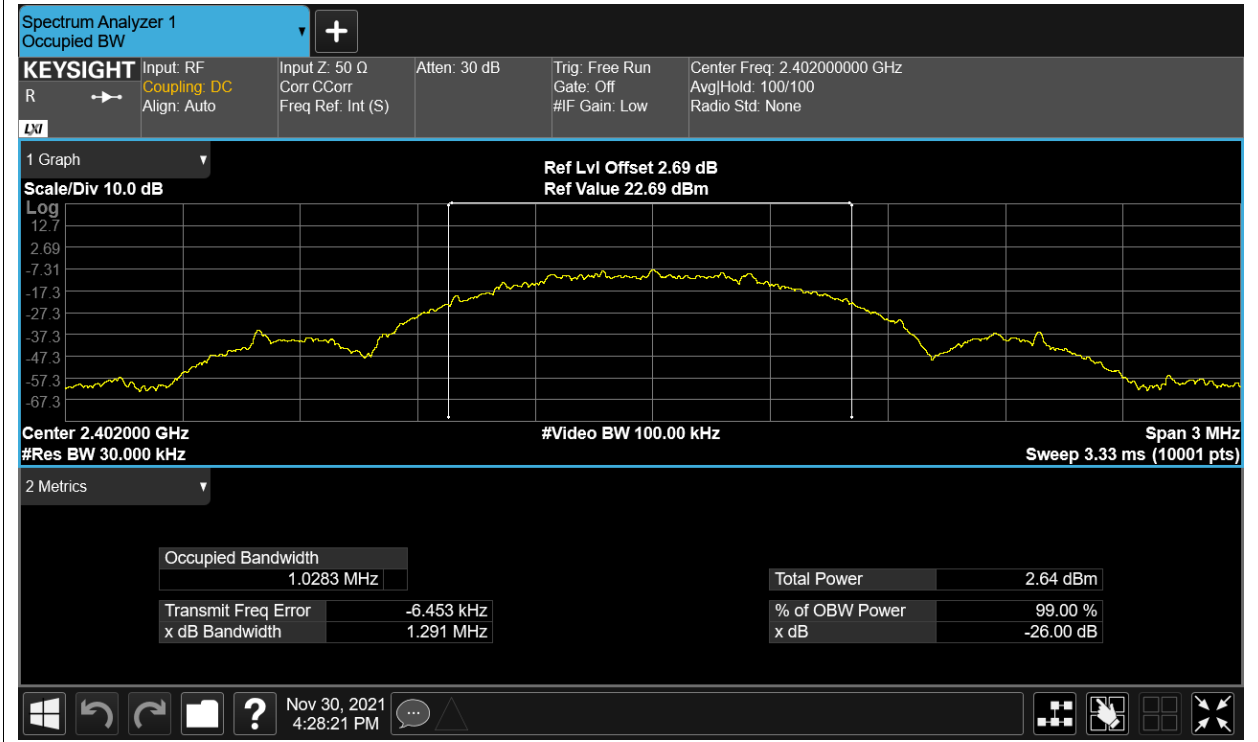 Spectrum Analyzer 1
Occupied BW
KEYSIGHT
R
LXI
Input: RF
Coupling: DC
Align: Auto
Input Z: 50 Ω
Corr CCorr
Freq Ref: Int (S)
Atten: 30 dB
Trig: Free Run
Gate: Off
#IF Gain: Low
Center Freq: 2.402000000 GHz
Avg|Hold: 100/100
Radio Std: None
1 Graph
Scale/Div 10.0 dB
Ref Lvl Offset 2.69 dB
Ref Value 22.69 dBm
Log
12.7
2.69
-7.31
-17.3
-27.3
-37.3
-47.3
-57.3
-67.3
Center 2.402000 GHz
#Video BW 100.00 kHz
Span 3 MHz
#Res BW 30.000 kHz
Sweep 3.33 ms (10001 pts)
2 Metrics
Occupied Bandwidth
1.0283 MHz
Total Power 2.64 dBm
Transmit Freq Error -6.453 kHz
% of OBW Power 99.00 %
x dB Bandwidth 1.291 MHz
x dB -26.00 dB
?
Nov 30, 2021
4:28:21 PM